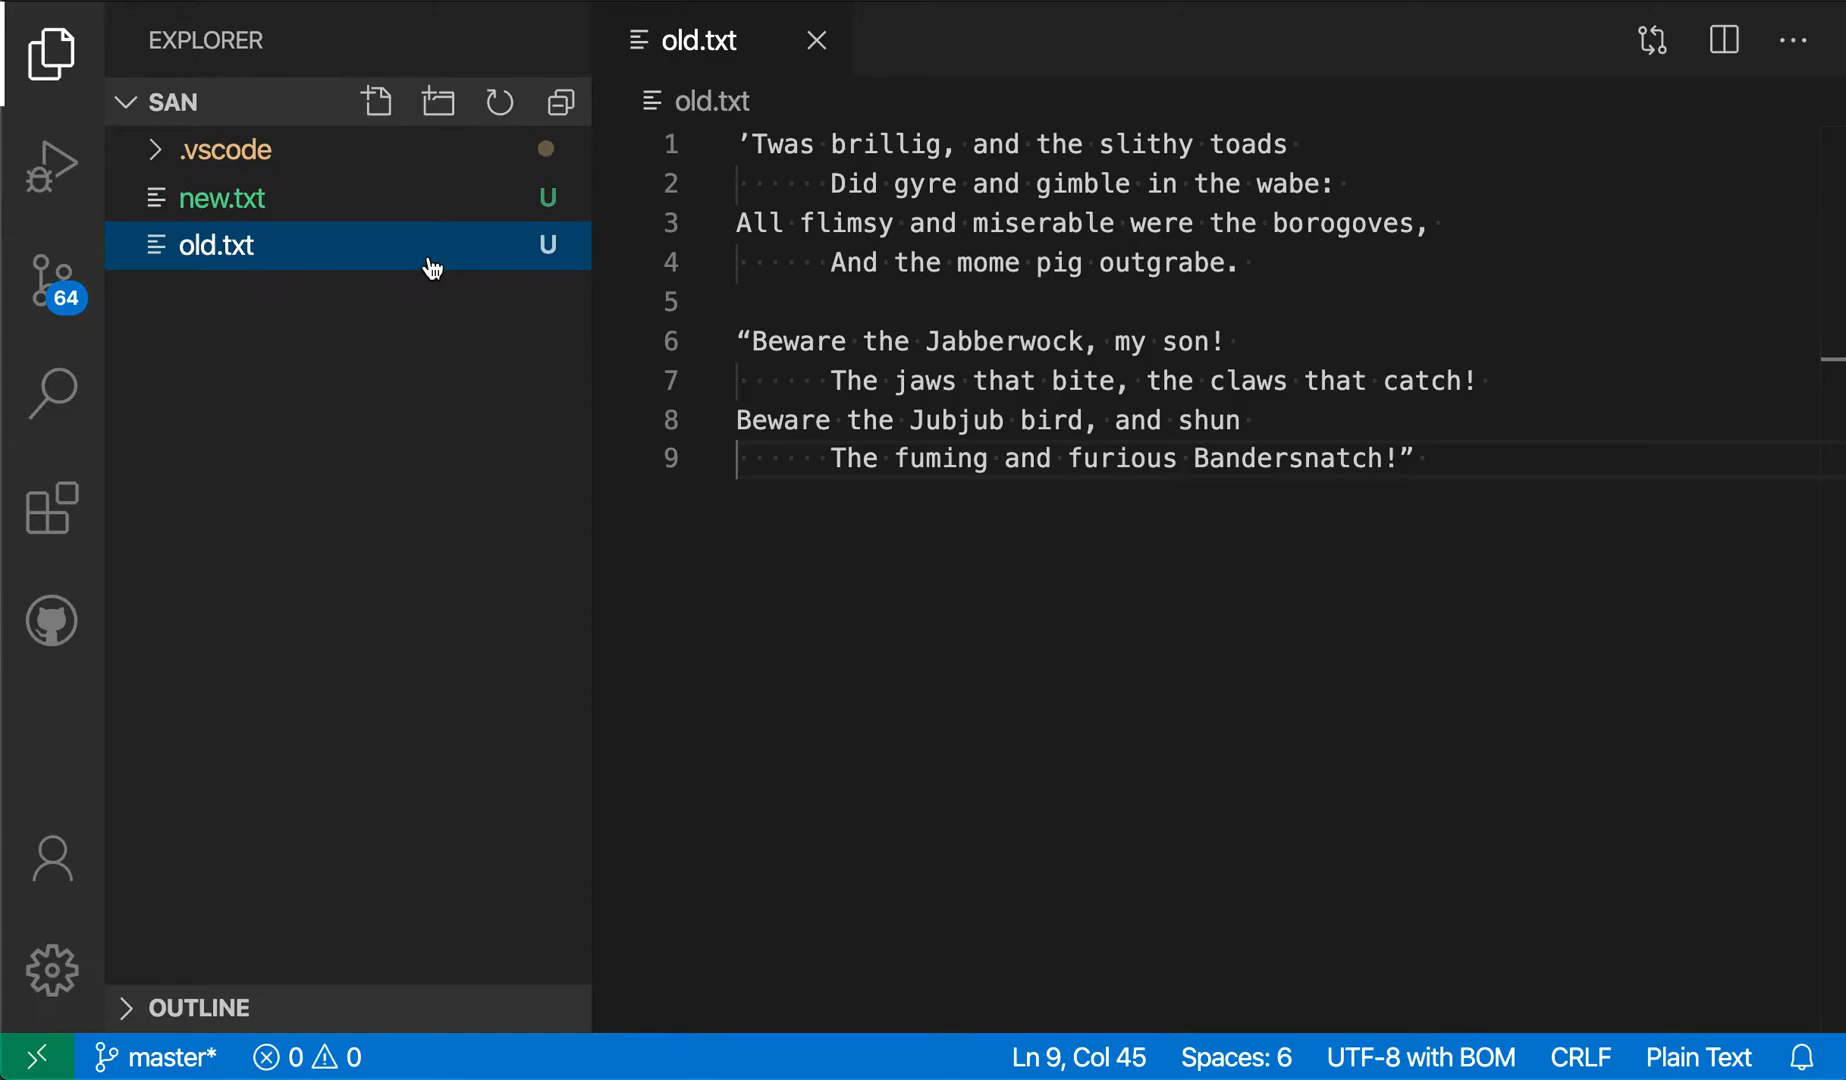 EXPLORER
SAN
.vscode
new.txt U
old.txt U
64
OUTLINE
old.txt
old.txt
1 ’Twas brillig, and the slithy toads
2 Did gyre and gimble in the wabe:
3 All flimsy and miserable were the borogoves,
4 And the mome pig outgrabe.
5
6 “Beware the Jabberwock, my son!
7 The jaws that bite, the claws that catch!
8 Beware the Jubjub bird, and shun
9 The fuming and furious Bandersnatch!”
master* 0 0 Ln 9, Col 45 Spaces: 6 UTF-8 with BOM CRLF Plain Text